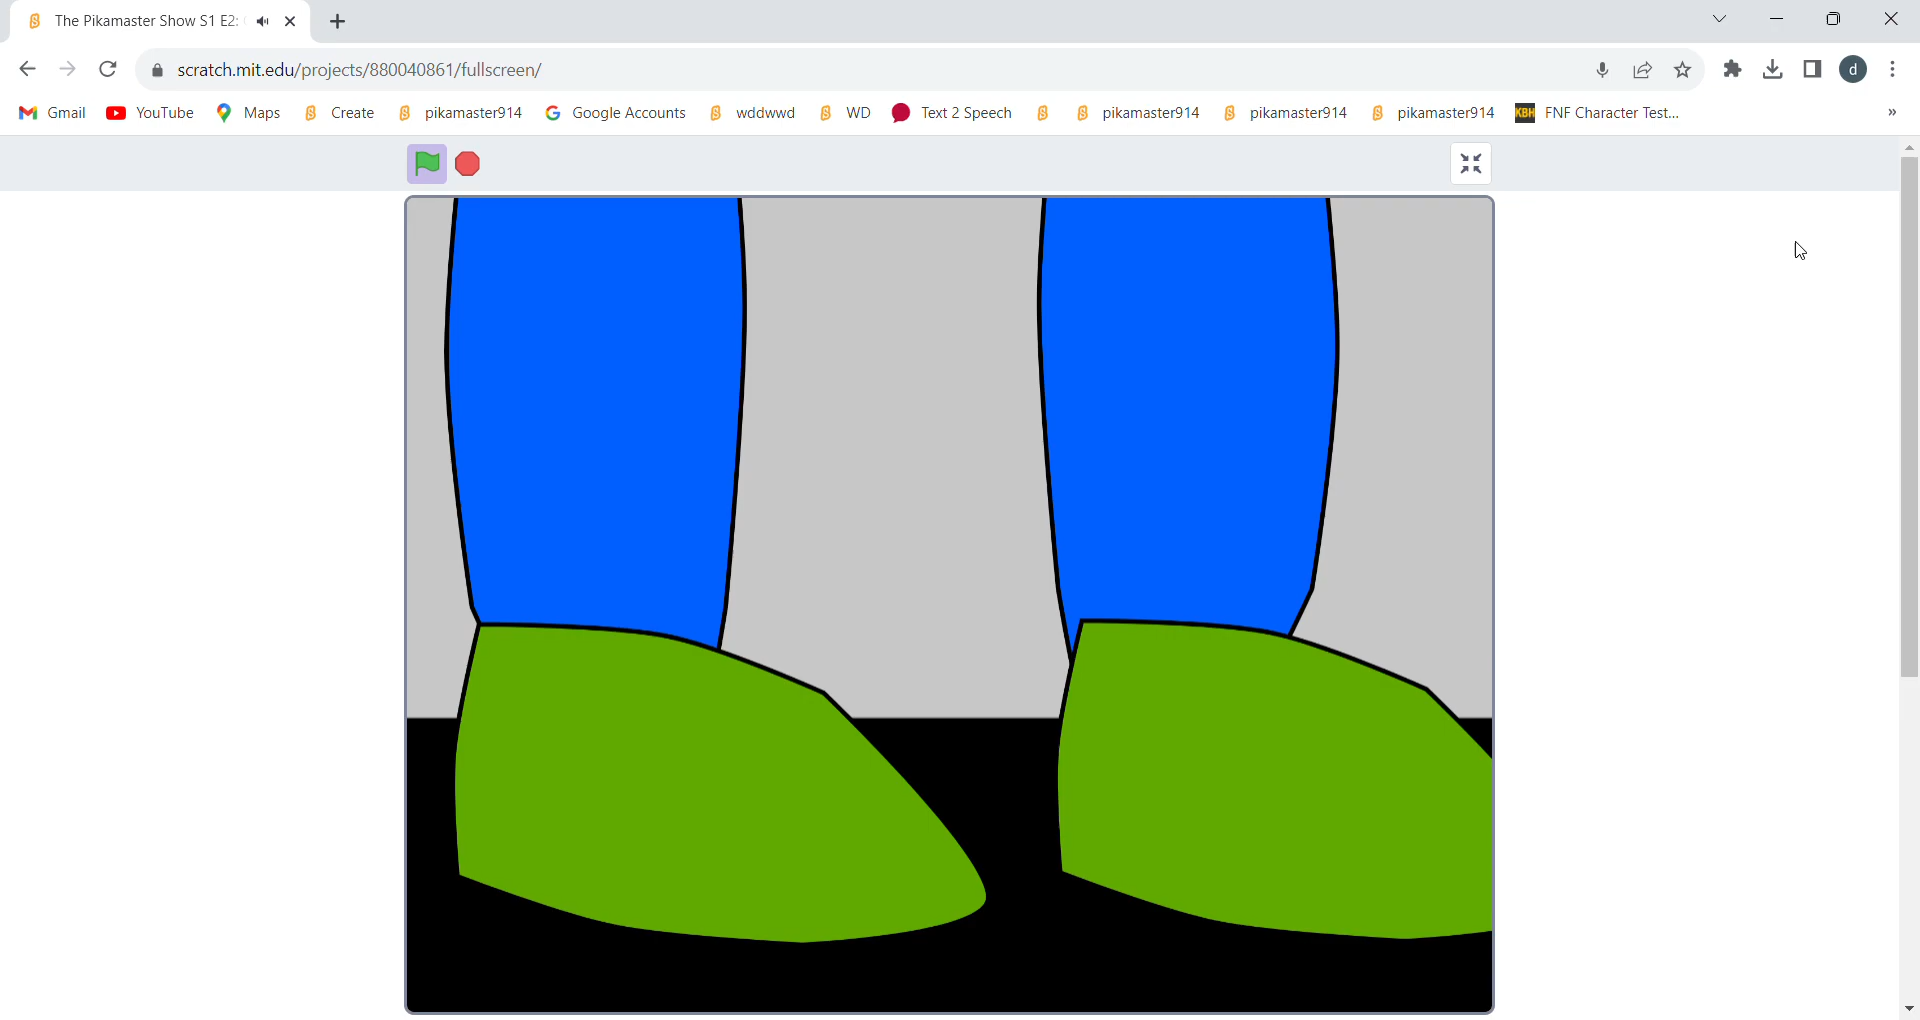 The Pikamaster Show S1 E2:
scratch.mit.edu/projects/880040861/fullscreen/
d
Gmail YouTube Maps Create pikamaster914 Google Accounts wddwwd WD Text 2 Speech pikamaster914 pikamaster914 pikamaster914 KBH FNF Character Test... »